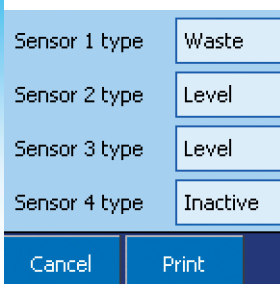 Sensor 1 type Waste
Sensor 2 type Level
Sensor 3 type Level
Sensor 4 type Inactive
Cancel Print